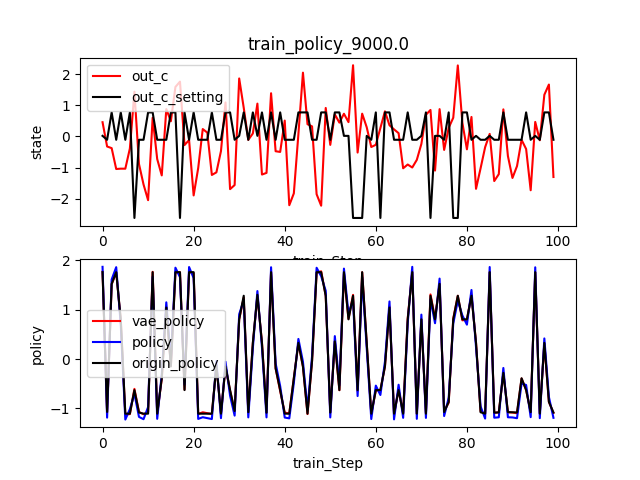 train_policy_9000.0
out_c
out_c_setting
state
2
1
0
−1
−2
0
20
40
60
80
100
train_Step
vae_policy
policy
origin_policy
policy
2
1
0
−1
0
20
40
60
80
100
train_Step